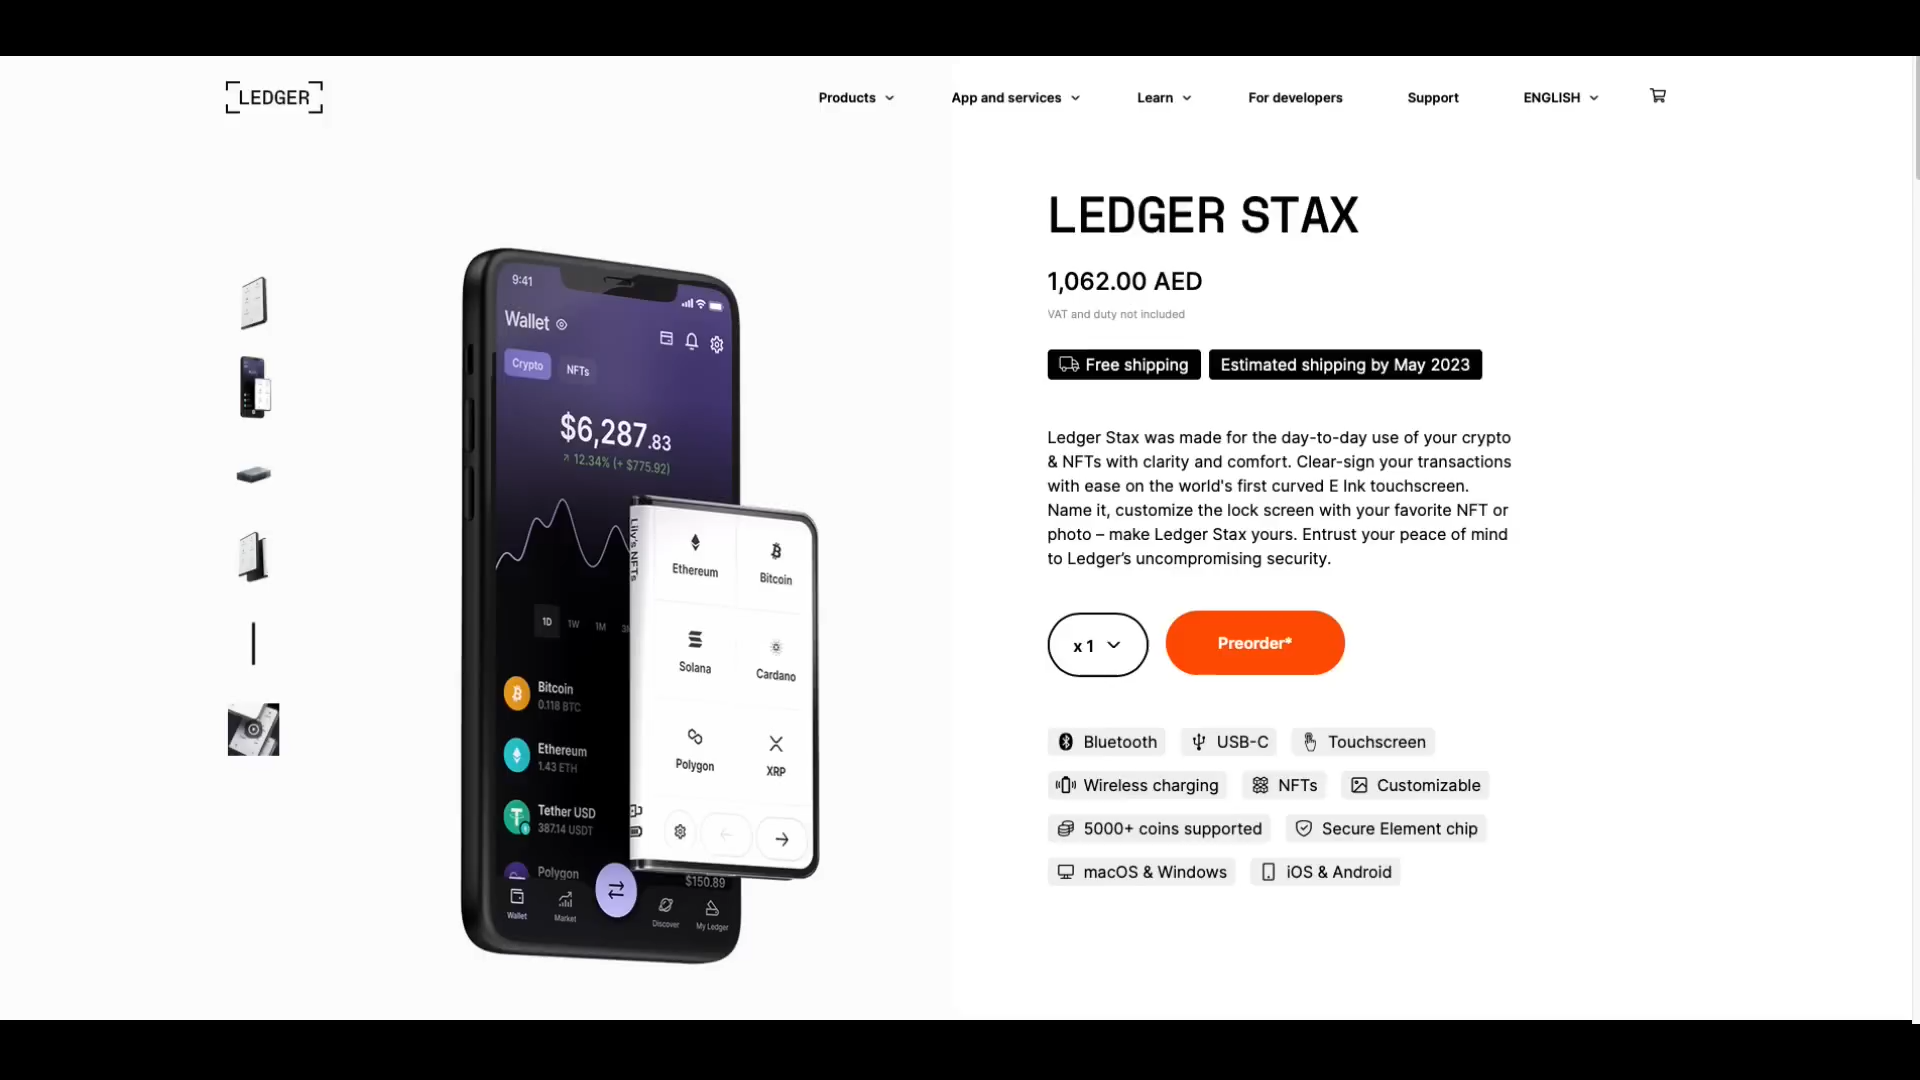 LEDGER
Products
App and services
Learn
For developers
Support
ENGLISH
LEDGER STAX
1,062.00 AED
VAT and duty not included
Free shipping
Estimated shipping by May 2023
Ledger Stax was made for the day-to-day use of your crypto
& NFTs with clarity and comfort. Clear-sign your transactions
with ease on the world's first curved E Ink touchscreen.
Name it, customize the lock screen with your favorite NFT or
photo – make Ledger Stax yours. Entrust your peace of mind
to Ledger’s uncompromising security.
x 1
Preorder*
Bluetooth
USB-C
Touchscreen
Wireless charging
NFTs
Customizable
5000+ coins supported
Secure Element chip
macOS & Windows
iOS & Android
9:41
Wallet
Crypto
NFTs
$6,287.83
12.34% (+ $775.92)
1D
1W
1M
Bitcoin
0.118 BTC
Ethereum
1.43 ETH
Tether USD
387.14 USDT
Polygon
$150.89
Wallet
Market
Discover
My Ledger
Lily's NFTs
Ethereum
Bitcoin
Solana
Cardano
Polygon
XRP